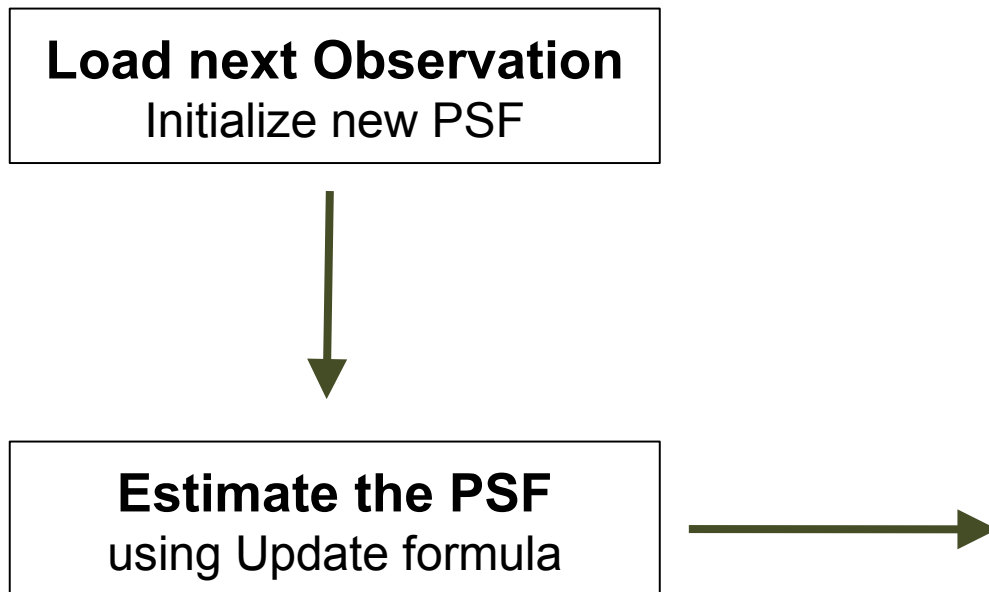 Load next Observation
Initialize new PSF
Estimate the PSF
using Update formula